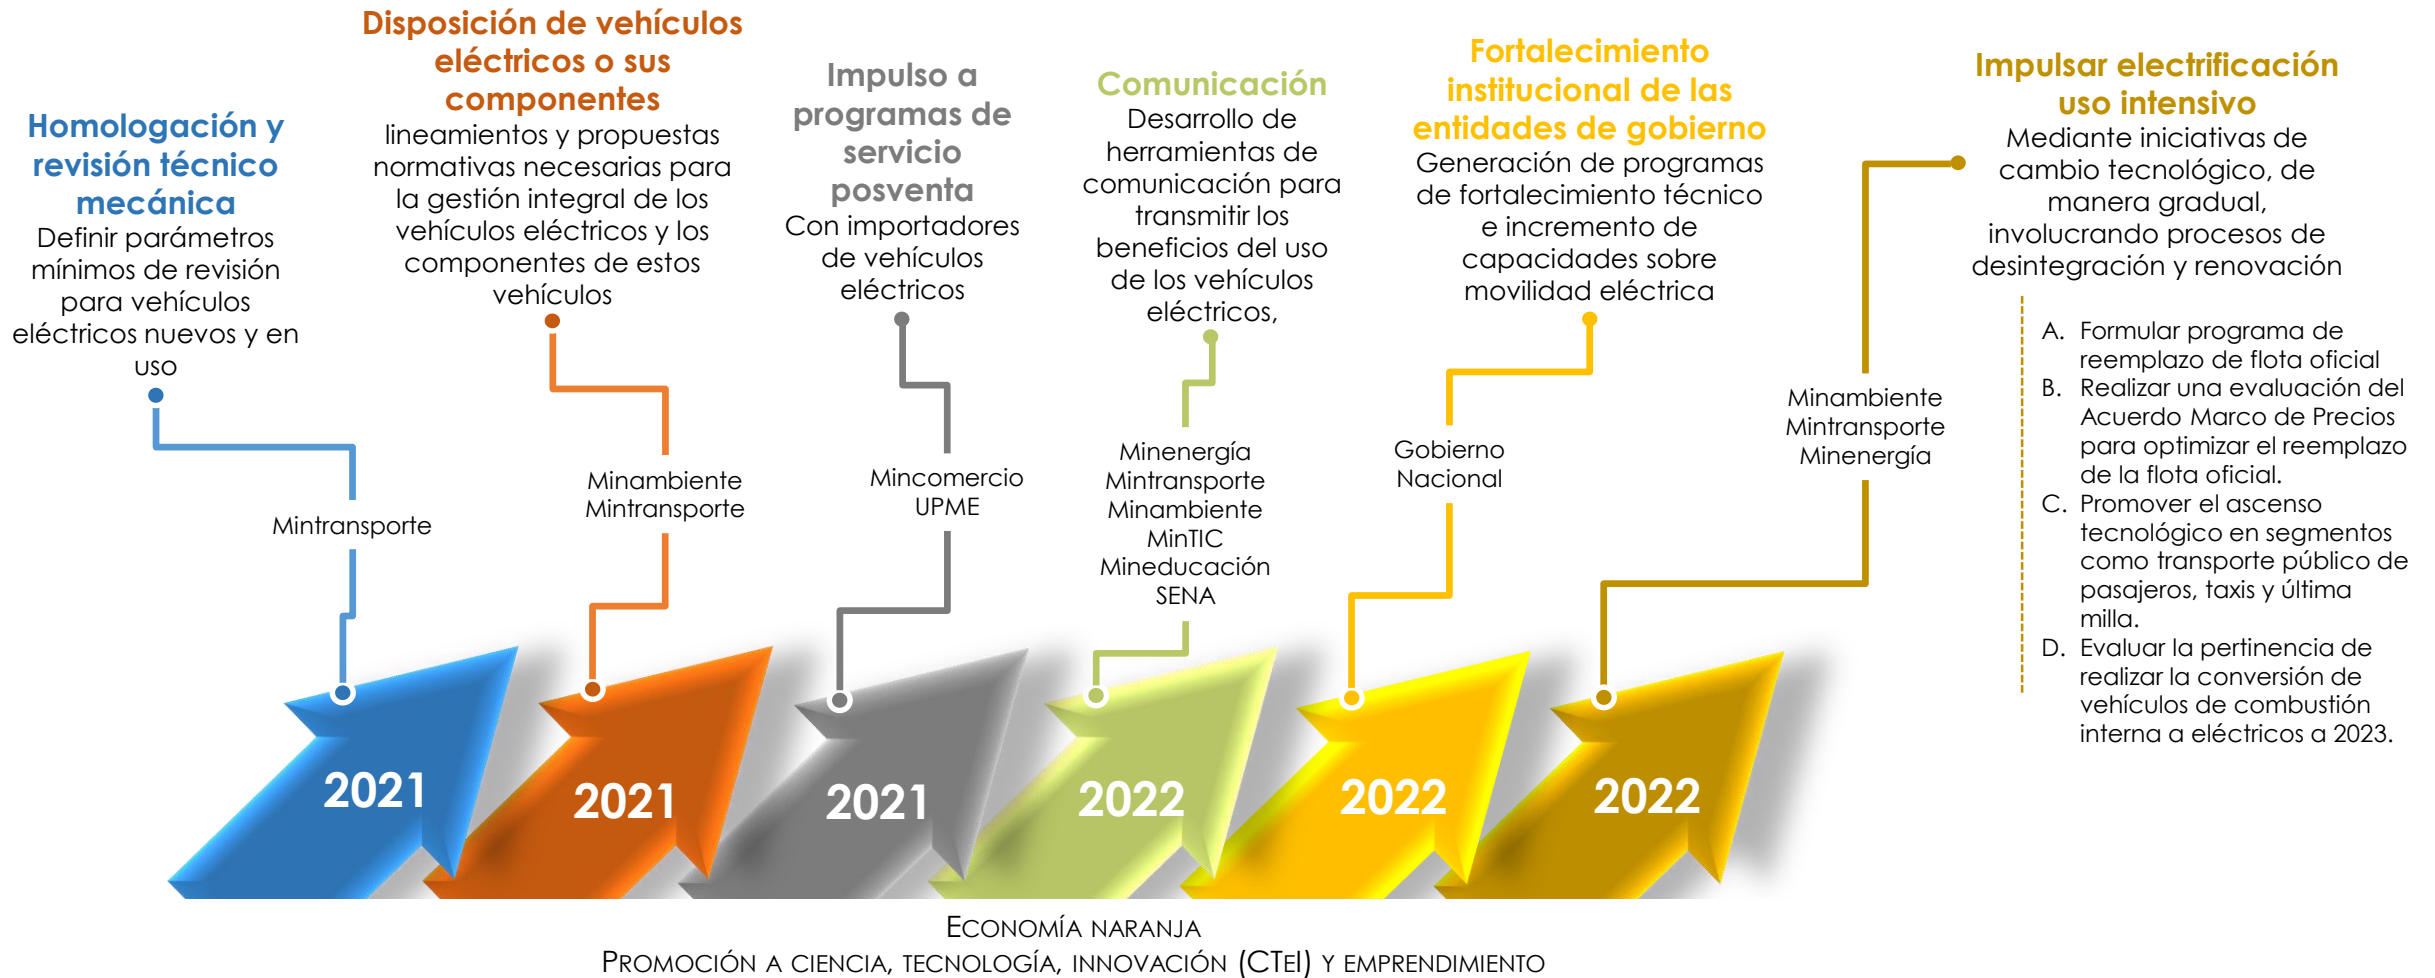 Homologación y
revisión técnico
mecánica
Definir parámetros
mínimos de revisión
para vehículos
eléctricos nuevos y en
uso
Mintransporte
2021
Disposición de vehículos
eléctricos o sus
componentes
lineamientos y propuestas
normativas necesarias para
la gestión integral de los
vehículos eléctricos y los
componentes de estos
vehículos
Minambiente
Mintransporte
2021
Impulso a
programas de
servicio
posventa
Con importadores
de vehículos
eléctricos
Mincomercio
UPME
2021
Comunicación
Desarrollo de
herramientas de
comunicación para
transmitir los
beneficios del uso
de los vehículos
eléctricos,
Minenergía
Mintransporte
Minambiente
MinTIC
Mineducación
SENA
2022
Fortalecimiento
institucional de las
entidades de gobierno
Generación de programas
de fortalecimiento técnico
e incremento de
capacidades sobre
movilidad eléctrica
Gobierno
Nacional
2022
Impulsar electrificación
uso intensivo
Mediante iniciativas de
cambio tecnológico, de
manera gradual,
involucrando procesos de
desintegración y renovación
Minambiente
Mintransporte
Minenergía
2022
A. Formular programa de
reemplazo de flota oficial
B. Realizar una evaluación del
Acuerdo Marco de Precios
para optimizar el reemplazo
de la flota oficial.
C. Promover el ascenso
tecnológico en segmentos
como transporte público de
pasajeros, taxis y última
milla.
D. Evaluar la pertinencia de
realizar la conversión de
vehículos de combustión
interna a eléctricos a 2023.
ECONOMÍA NARANJA
PROMOCIÓN A CIENCIA, TECNOLOGÍA, INNOVACIÓN (CTEI) Y EMPRENDIMIENTO